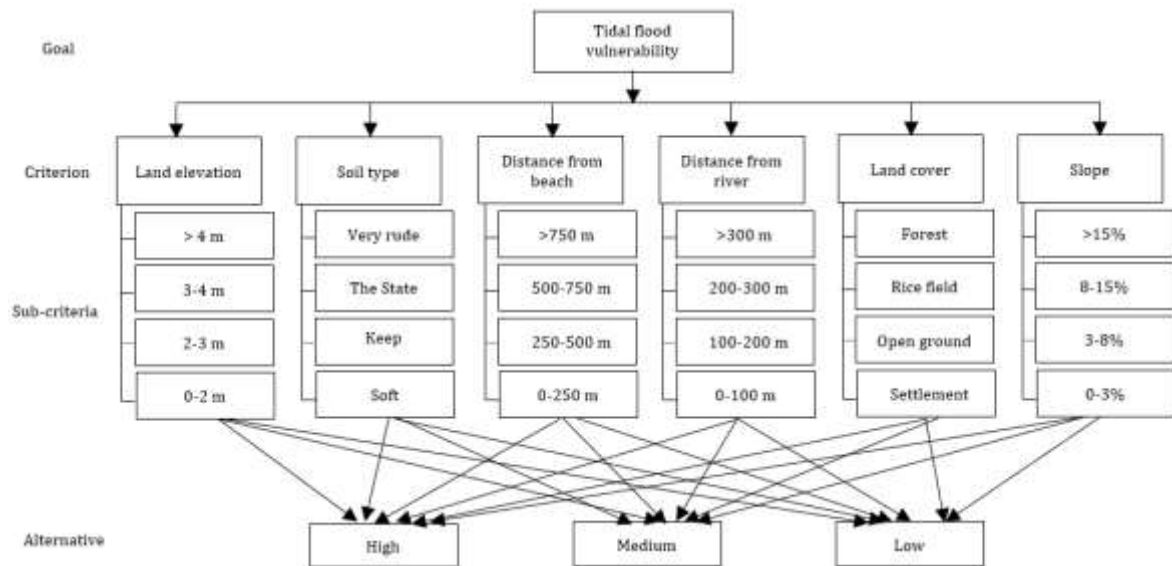 Goal
Tidal flood
vulnerability
Criterion
Land elevation
Soil type
Distance from
beach
Distance from
river
Land cover
Slope
Sub-criteria
> 4 m
Very rude
>750 m
>300 m
Forest
>15%
3-4 m
The State
500-750 m
200-300 m
Rice field
8-15%
2-3 m
Keep
250-500 m
100-200 m
Open ground
3-8%
0-2 m
Soft
0-250 m
0-100 m
Settlement
0-3%
Alternative
High
Medium
Low